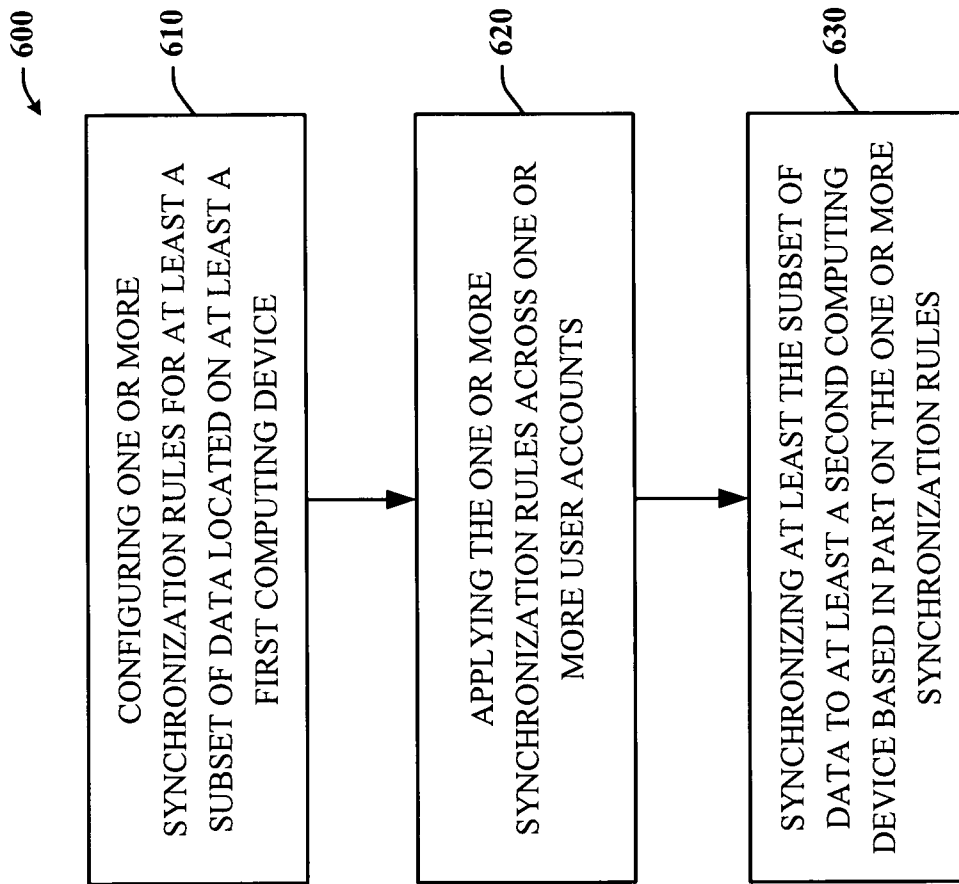 600
CONFIGURING ONE OR MORE
SYNCHRONIZATION RULES FOR AT LEAST A
SUBSET OF DATA LOCATED ON AT LEAST A
FIRST COMPUTING DEVICE
610
APPLYING THE ONE OR MORE
SYNCHRONIZATION RULES ACROSS ONE OR
MORE USER ACCOUNTS
620
SYNCHRONIZING AT LEAST THE SUBSET OF
DATA TO AT LEAST A SECOND COMPUTING
DEVICE BASED IN PART ON THE ONE OR MORE
SYNCHRONIZATION RULES
630